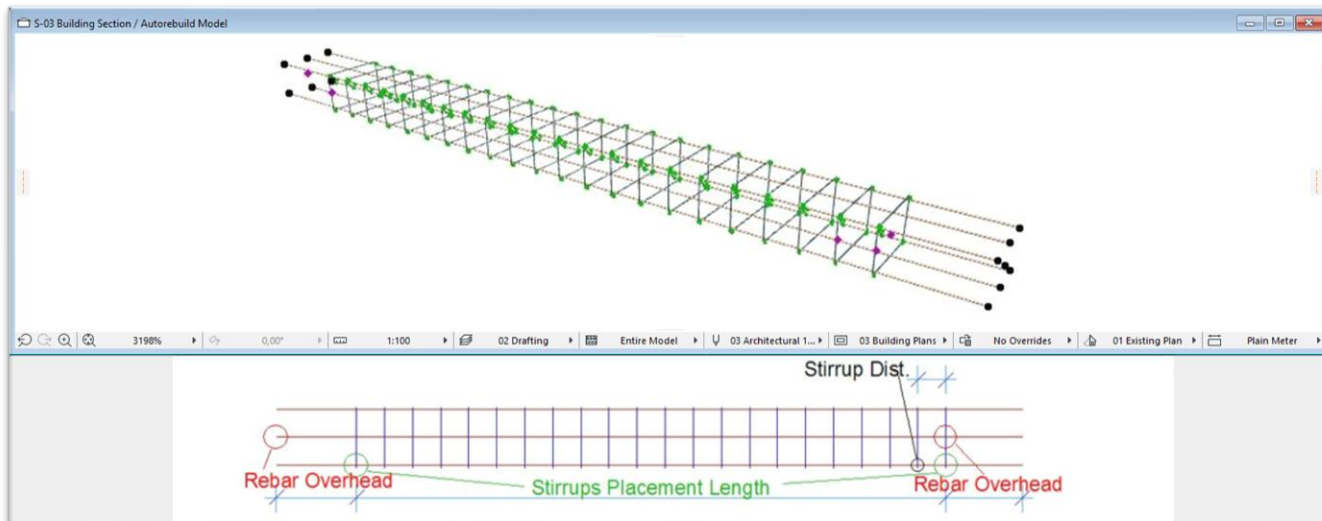 S-03 Building Section / Autorebuild Model
3198% 0,00° 1:100 02 Drafting Entire Model 03 Architectural 1... 03 Building Plans No Overrides 01 Existing Plan Plain Meter
Stirrup Dist.
Rebar Overhead Stirrups Placement Length Rebar Overhead